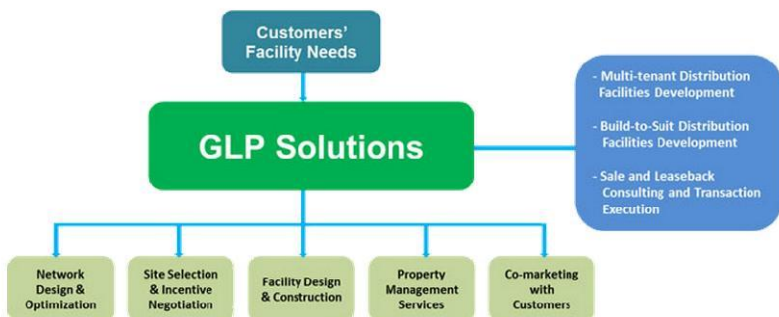 Customers'
Facility Needs
GLP Solutions
- Multi-tenant Distribution
Facilities Development
- Build-to-Suit Distribution
Facilities Development
- Sale and Leaseback
Consulting and Transaction
Execution
Network
Design &
Optimization
Site Selection
& Incentive
Negotiation
Facility Design
& Construction
Property
Management
Services
Co-marketing
with
Customers